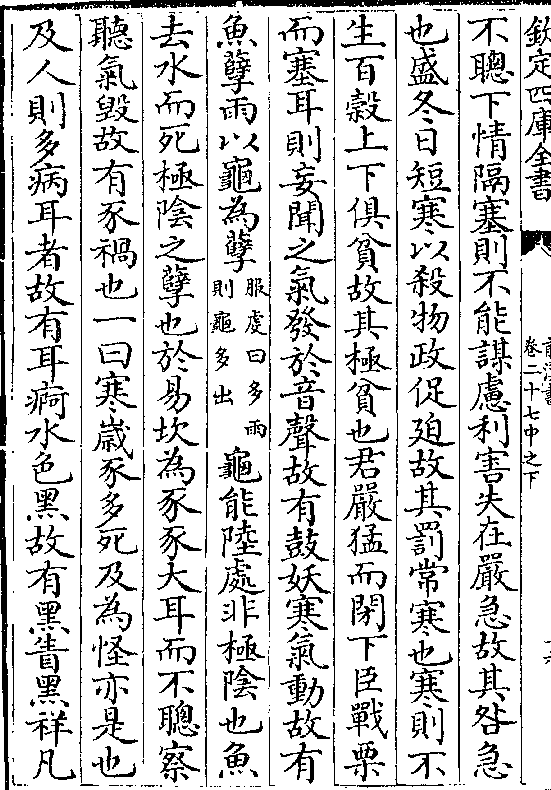 欽定四庫全書
前漢書
卷二十七中之下
不聰下情隔塞則不能謀慮利害失在嚴急故其咎急
也盛冬日短寒以殺物政促迫故其罰常寒也寒則不
生百穀上下俱貧故其極貧也君嚴猛而閉下臣戰栗
而塞耳則妄聞之氣發於音聲故有鼓妖寒氣動故有
魚孽雨以龜為孽服虔曰多雨則龜多出龜能陸處非極陰也魚
去水而死極陰之孽也於易坎為豕豕大耳而不聰察
聽氣毀故有豕禍也一曰寒歲豕多死及為怪亦是也
及人則多病耳者故有耳痾水色黑故有黑眚黑祥凡